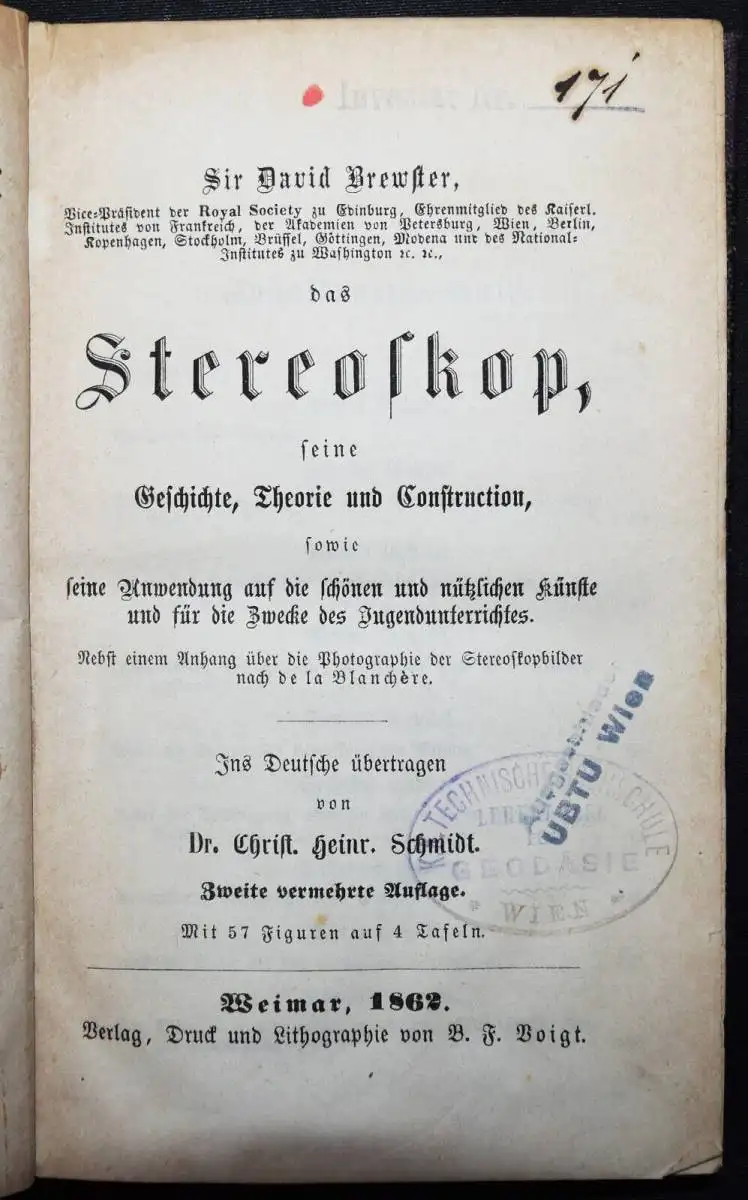 171
Sir David Brewster,
Vice-Präsident der Royal Society zu Edinburg, Ehrenmitglied des Kaiserl.
Institutes von Frankreich, der Akademien von Petersburg, Wien, Berlin,
Kopenhagen, Stockholm, Brüssel, Göttingen, Modena und des National-
Institutes zu Washington ꝛc. ꝛc.,
das
Stereoſkop,
ſeine
Geſchichte, Theorie und Conſtruction,
ſowie
ſeine Anwendung auf die ſchönen und nützlichen Künſte
und für die Zwecke des Jugendunterrichtes.
Nebſt einem Anhang über die Photographie der Stereoſkopbilder
nach de la Blanchère.
Ins Deutſche übertragen
von
Dr. Chriſt. Heinr. Schmidt.
Zweite vermehrte Auflage.
Mit 57 Figuren auf 4 Tafeln.
Weimar, 1862.
Verlag, Druck und Lithographie von B. F. Voigt.
UBTU Wien
K. K. TECHNISCHE HOCHSCHULE
GEODÄSIE
* WIEN *